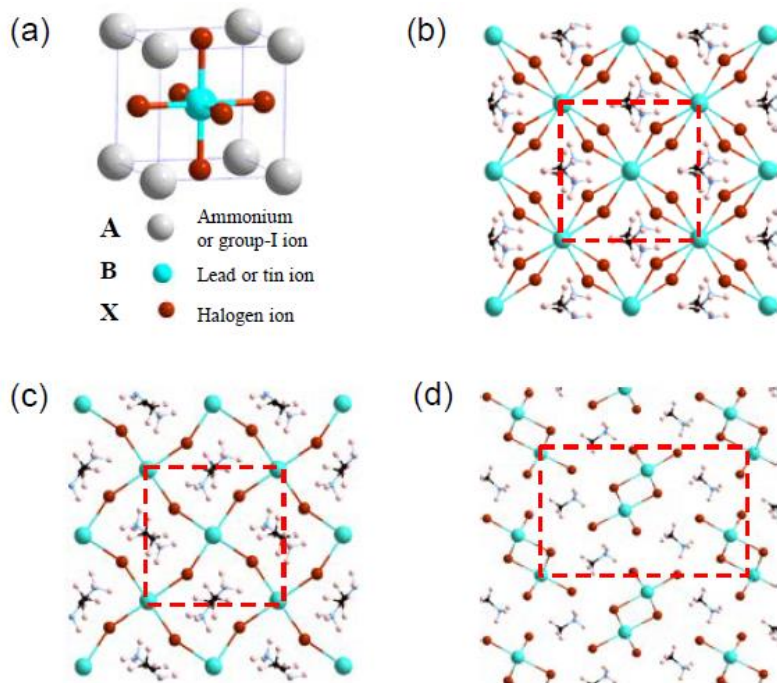 (a)
A Ammonium
or group-I ion
B Lead or tin ion
X Halogen ion
(b)
(c)
(d)